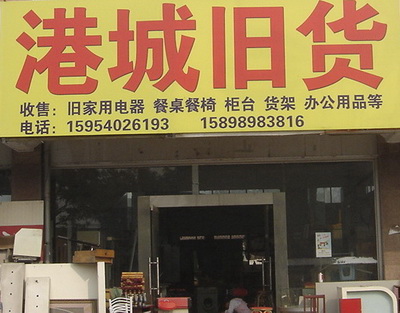 港城旧货
收售：旧家用电器 餐桌餐椅 柜台 货架 办公用品等
电话：15954026193 15898983816